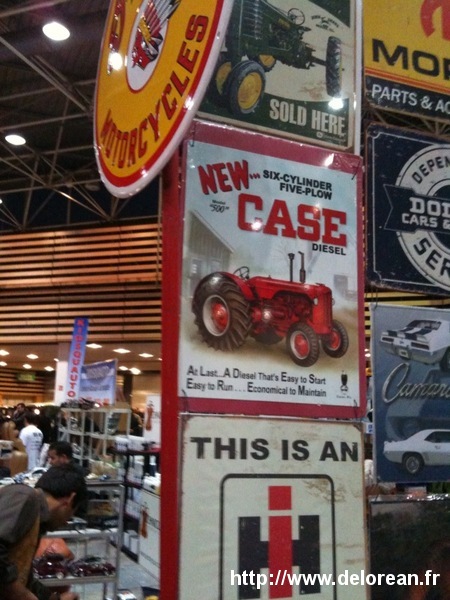 MOTORCYCLES
SOLD HERE
MOP
PARTS & AC
NEW... SIX-CYLINDER
FIVE-PLOW
Model
"500"
CASE
DIESEL
At Last...A Diesel That's Easy to Start
Easy to Run...Economical to Maintain
DEPEN
DOD
CARS &
SER
Camaro
THIS IS AN
IH
http://www.delorean.fr